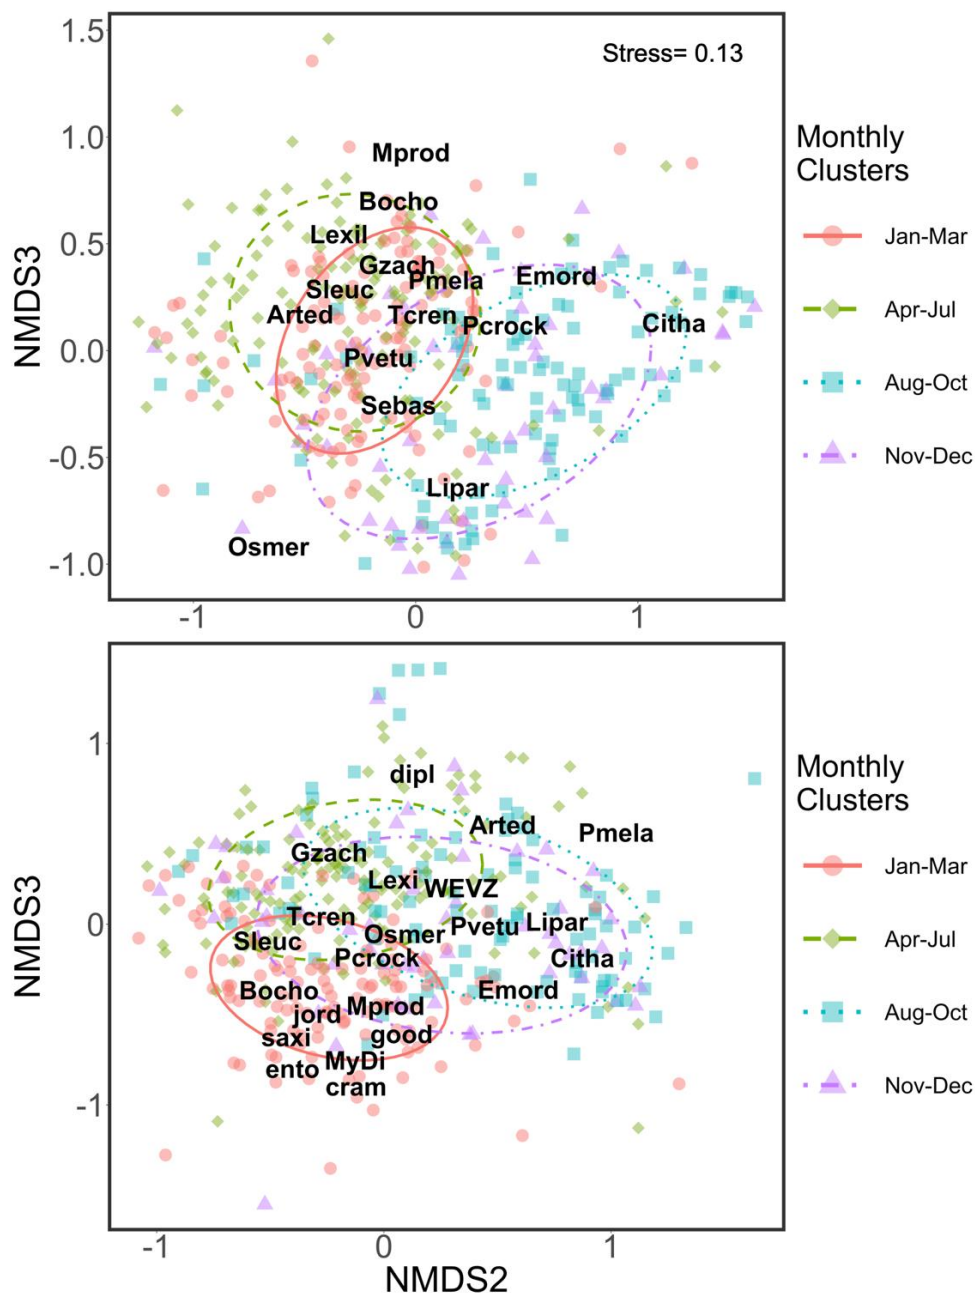 1.5
Stress= 0.13
1.0
Mprod
Monthly
Clusters
Bocho
Lexil
0.5
Jan-Mar
Gzach
Pmela
Emord
Sleuc
Arted
Tcren
Pcrock
Citha
Apr-Jul
NMDS3
0.0
Pvetu
Aug-Oct
Sebas
-0.5
Nov-Dec
Lipar
Osmer
-1.0
-1
0
1
1
dipl
Monthly
Clusters
Arted
Pmela
Gzach
Jan-Mar
Lexi
WEVZ
Tcren
Lipar
0
Pvetu
Osmer
Sleuc
Apr-Jul
Pcrock
Citha
NMDS3
Bocho
Emord
Mprod
jord
Aug-Oct
good
saxi
MyDi
ento
cram
Nov-Dec
-1
-1
0
1
NMDS2